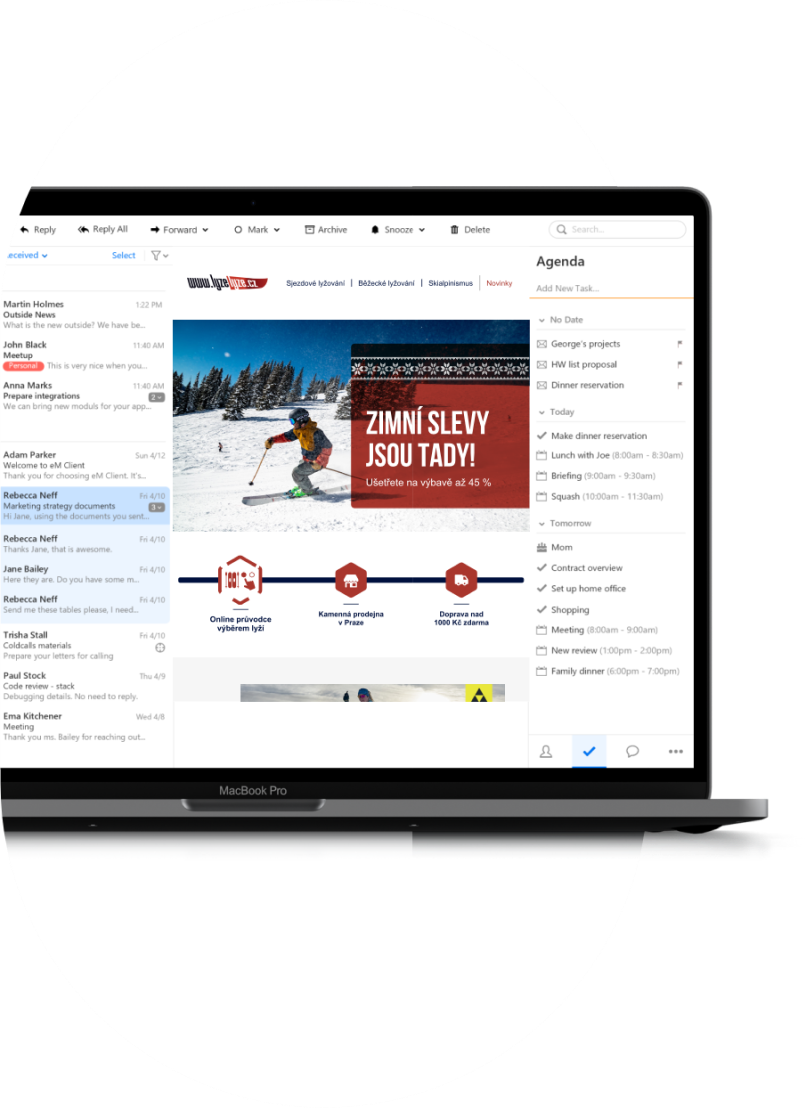 Reply
Reply All
Forward
Mark
Archive
Snooze
Delete
Search...
eceived
Select
Martin Holmes 1:22 PM
Outside News
What is the new outside? We have be...
John Black 11:40 AM
Meetup
Personal This is very nice when you...
Anna Marks 11:40 AM
Prepare integrations 2
We can bring new moduls for your app...
Adam Parker Sun 4/12
Welcome to eM Client
Thank you for choosing eM Client. It's...
Rebecca Neff Fri 4/10
Marketing strategy documents 3
Hi Jane, using the documents you sent...
Rebecca Neff Fri 4/10
Thanks Jane, that is awesome.
Jane Bailey Fri 4/10
Here they are. Do you have some m...
Rebecca Neff Fri 4/10
Send me these tables please, I need...
Trisha Stall Fri 4/10
Coldcalls materials
Prepare your letters for calling
Paul Stock Thu 4/9
Code review - stack
Debugging details. No need to reply.
Ema Kitchener Wed 4/8
Meeting
Thank you ms. Bailey for reaching out...
www.lyzelyze.cz
Sjezdové lyžování | Běžecké lyžování | Skialpinismus | Novinky
ZIMNÍ SLEVY
JSOU TADY!
Ušetřete na výbavě až 45 %
Online průvodce
výběrem lyží
Kamenná prodejna
v Praze
Doprava nad
1000 Kč zdarma
Agenda
Add New Task...
No Date
George's projects
HW list proposal
Dinner reservation
Today
Make dinner reservation
Lunch with Joe (8:00am - 8:30am)
Briefing (9:00am - 9:30am)
Squash (10:00am - 11:30am)
Tomorrow
Mom
Contract overview
Set up home office
Shopping
Meeting (8:00am - 9:00am)
New review (1:00pm - 2:00pm)
Family dinner (6:00pm - 7:00pm)
MacBook Pro